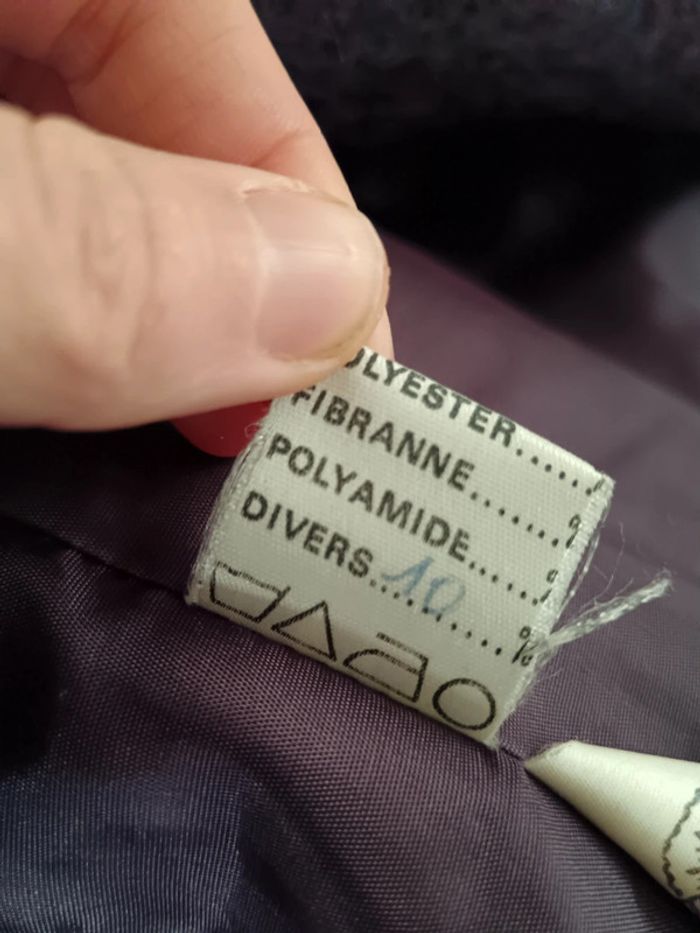 OLYESTER......
FIBRANNE.......%
POLYAMIDE......%
DIVERS..10.......%